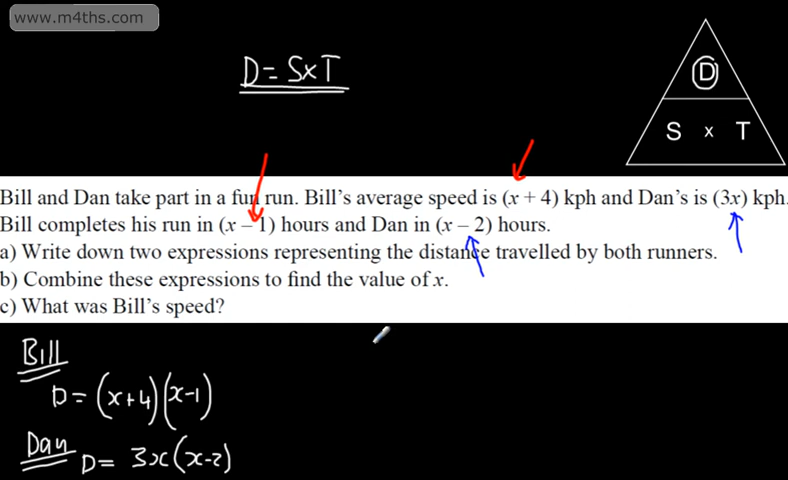 www.m4ths.com
D = S x T
D
S x T
Bill and Dan take part in a fun run. Bill's average speed is (x + 4) kph and Dan's is (3x) kph.
Bill completes his run in (x – 1) hours and Dan in (x – 2) hours.
a) Write down two expressions representing the distance travelled by both runners.
b) Combine these expressions to find the value of x.
c) What was Bill's speed?
Bill
D = (x+4)(x-1)
Dan D = 3x(x-2)